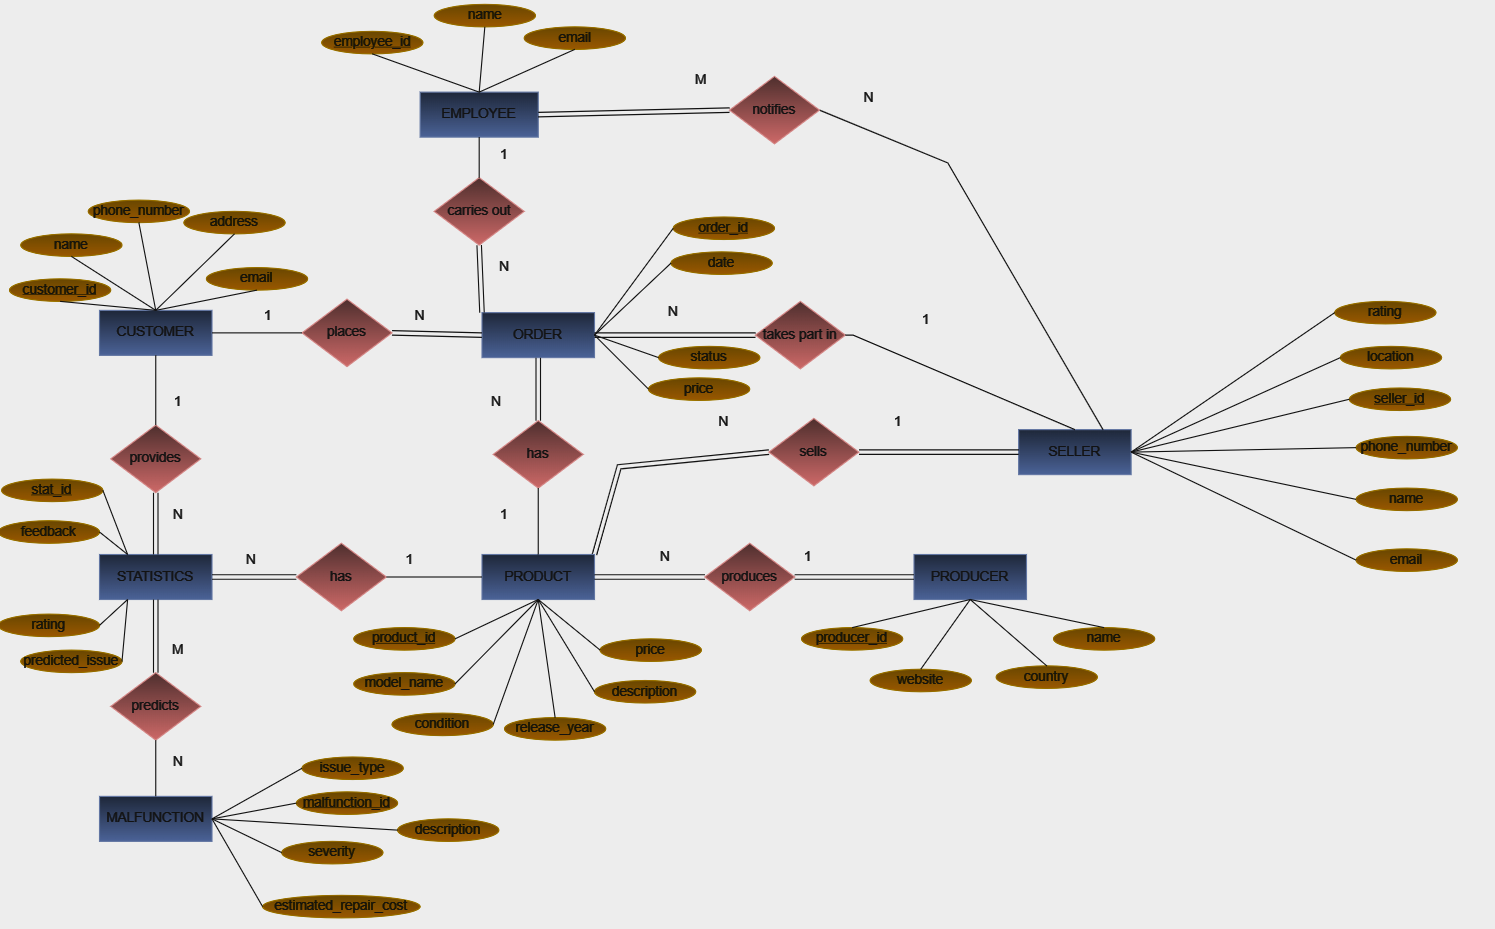 name
employee_id
email
EMPLOYEE
M
notifies
N
1
carries out
N
phone_number
address
name
email
customer_id
CUSTOMER
1
places
N
ORDER
order_id
date
N
takes part in
1
status
price
rating
location
seller_id
phone_number
name
email
SELLER
1
provides
N
N
has
1
N
sells
1
stat_id
feedback
STATISTICS
N
has
1
PRODUCT
N
produces
1
PRODUCER
rating
predicted_issue
M
predicts
N
product_id
model_name
condition
release_year
description
price
producer_id
website
country
name
MALFUNCTION
issue_type
malfunction_id
description
severity
estimated_repair_cost